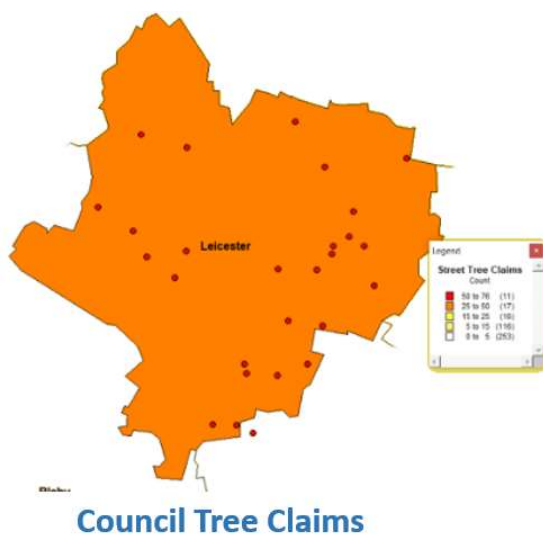 Leicester
Legend
Street Tree Claims
Count
50 to 76 (11)
25 to 50 (17)
15 to 25 (18)
5 to 15 (116)
0 to 5 (253)
Council Tree Claims